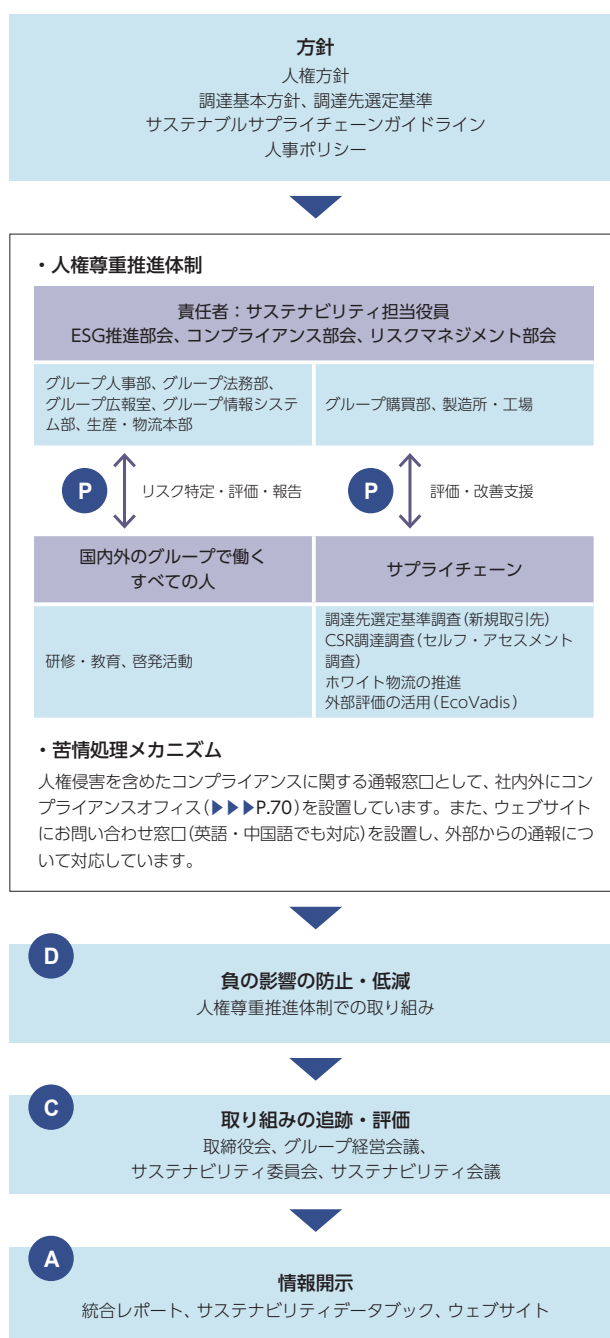 方針
人権方針
調達基本方針、調達先選定基準
サステナブルサプライチェーンガイドライン
人事ポリシー
・人権尊重推進体制
責任者：サステナビリティ担当役員
ESG推進部会、コンプライアンス部会、リスクマネジメント部会
グループ人事部、グループ法務部、
グループ広報室、グループ情報システ
ム部、生産・物流本部
グループ購買部、製造所・工場
P
リスク特定・評価・報告
P
評価・改善支援
国内外のグループで働く
すべての人
サプライチェーン
研修・教育、啓発活動
調達先選定基準調査（新規取引先）
CSR調達調査（セルフ・アセスメント
調査）
ホワイト物流の推進
外部評価の活用（EcoVadis）
・苦情処理メカニズム
人権侵害を含めたコンプライアンスに関する通報窓口として、社内外にコン
プライアンスオフィス（▶▶▶P.70）を設置しています。また、ウェブサイト
にお問い合わせ窓口（英語・中国語でも対応）を設置し、外部からの通報につ
いて対応しています。
D
負の影響の防止・低減
人権尊重推進体制での取り組み
C
取り組みの追跡・評価
取締役会、グループ経営会議、
サステナビリティ委員会、サステナビリティ会議
A
情報開示
統合レポート、サステナビリティデータブック、ウェブサイト